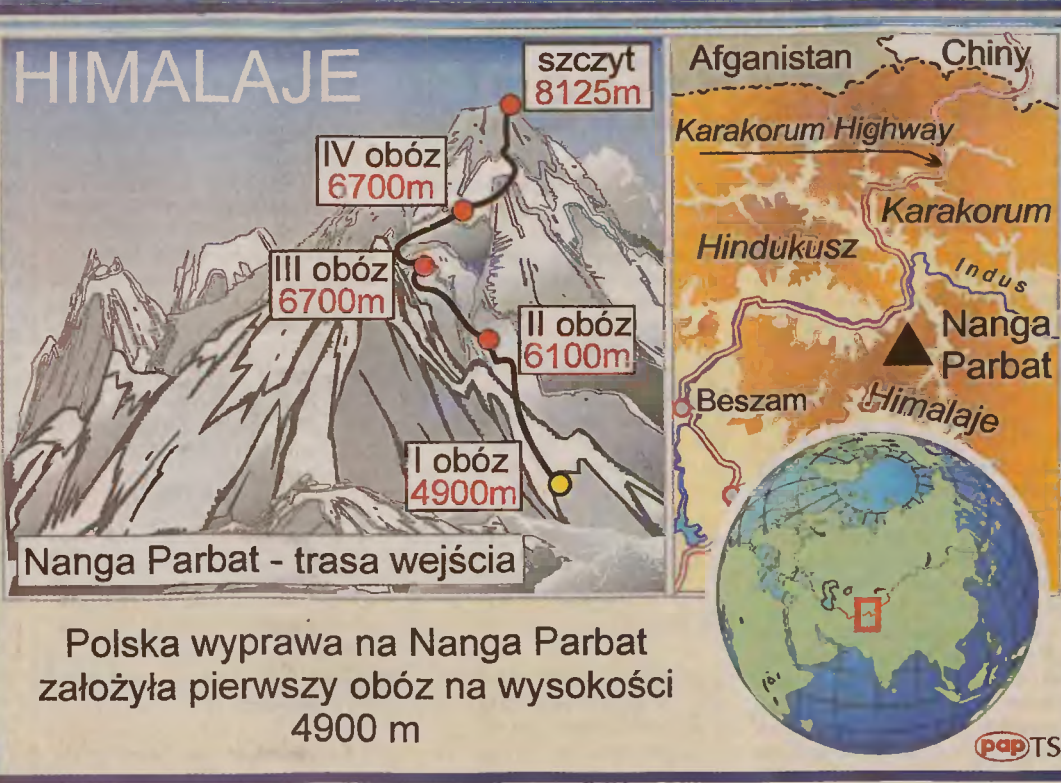 HIMALAJE
szczyt
8125m
IV obóz
6700m
III obóz
6700m
II obóz
6100m
I obóz
4900m
Nanga Parbat - trasa wejścia
Afganistan
Chiny
Karakorum Highway
Karakorum
Hindukusz
Indus
Nanga
Parbat
Beszam
Himalaje
Polska wyprawa na Nanga Parbat
założyła pierwszy obóz na wysokości
4900 m
pap TS